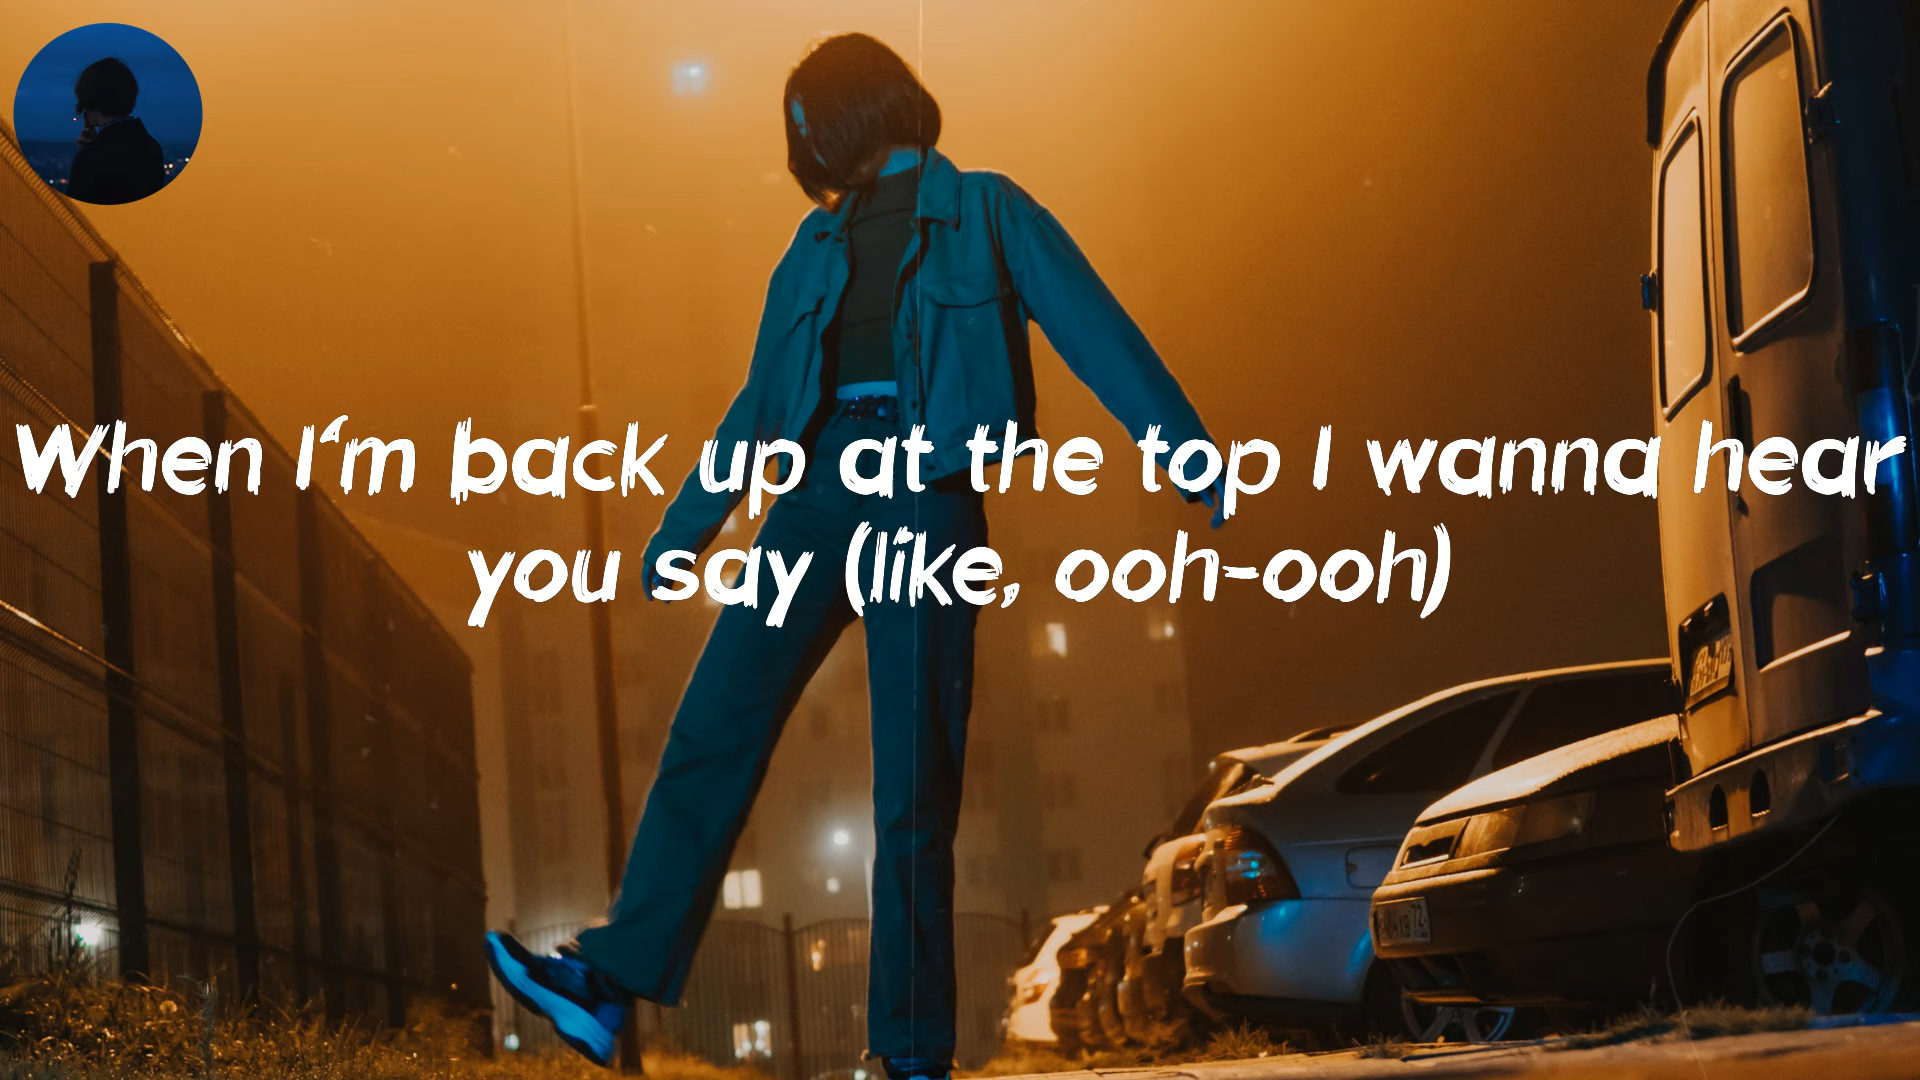 When I'm back up at the top I wanna hear
you say (like, ooh-ooh)